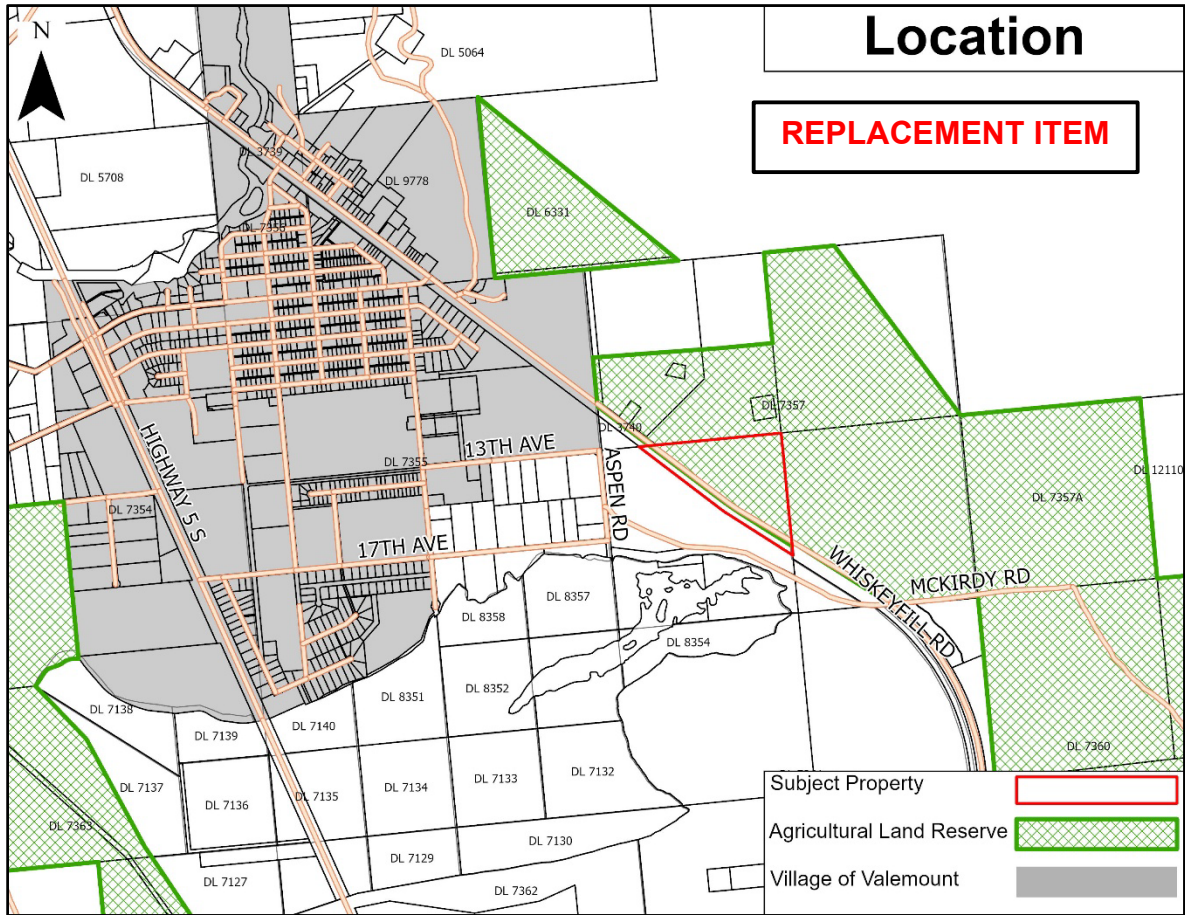 N
Location
REPLACEMENT ITEM
DL 5064
DL 3739
DL 5708
DL 9778
DL 6331
DL 7356
DL 7357
DL 3740
13TH AVE
DL 7355
ASPEN RD
HIGHWAY 5 S
DL 7354
DL 12110
DL 7357A
17TH AVE
WHISKEYFILL RD
MCKIRDY RD
DL 8357
DL 8358
DL 8354
DL 8351
DL 8352
DL 7138
DL 7139
DL 7140
DL 7360
DL 7137
DL 7136
DL 7135
DL 7134
DL 7133
DL 7132
DL 7363
DL 7130
DL 7129
DL 7127
DL 7362
Subject Property
Agricultural Land Reserve
Village of Valemount